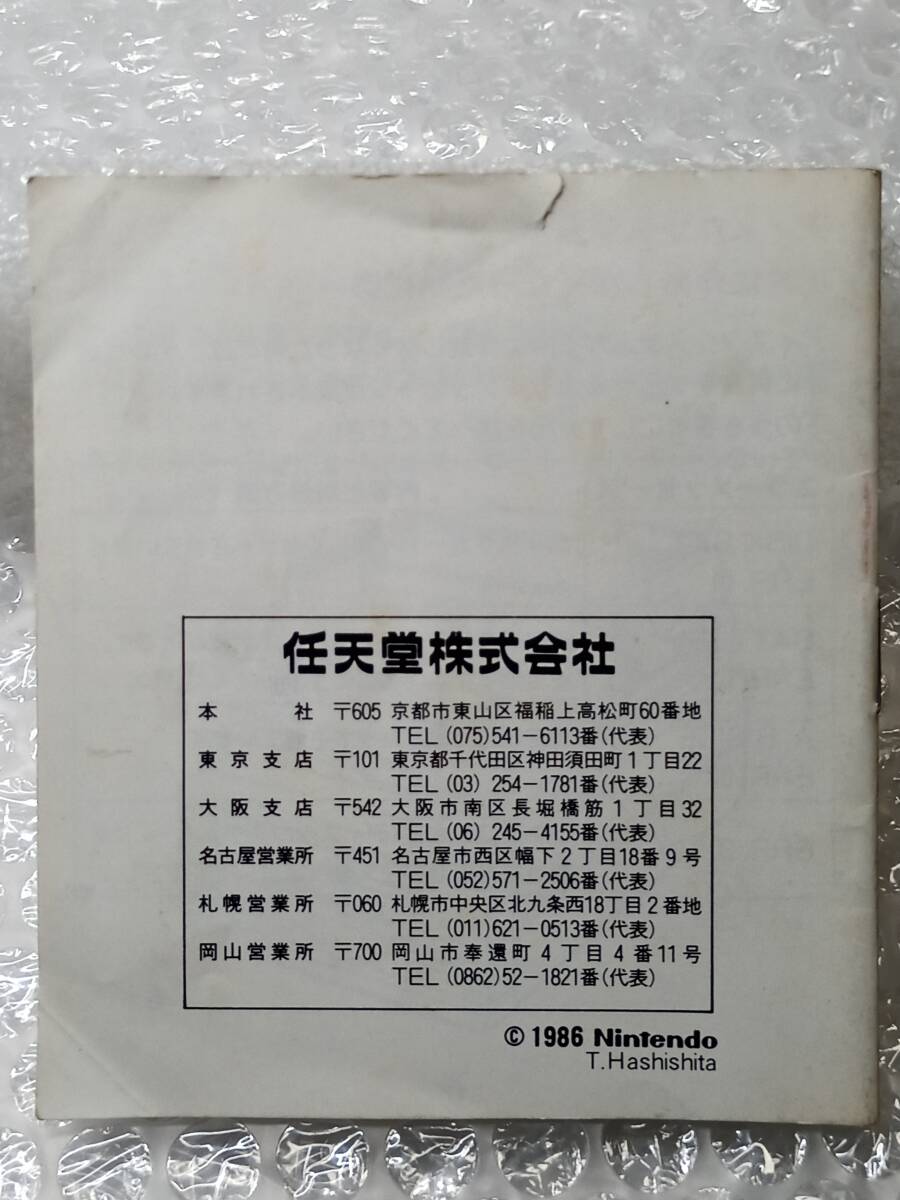 任天堂株式会社
本社 〒605 京都市東山区福稲上高松町60番地
TEL (075)541-6113番(代表)
東京支店 〒101 東京都千代田区神田須田町1丁目22
TEL (03) 254-1781番(代表)
大阪支店 〒542 大阪市南区長堀橋筋1丁目32
TEL (06) 245-4155番(代表)
名古屋営業所 〒451 名古屋市西区幅下2丁目18番9号
TEL (052)571-2506番(代表)
札幌営業所 〒060 札幌市中央区北九条西18丁目2番地
TEL (011)621-0513番(代表)
岡山営業所 〒700 岡山市奉還町4丁目4番11号
TEL (0862)52-1821番(代表)
© 1986 Nintendo
T.Hashishita